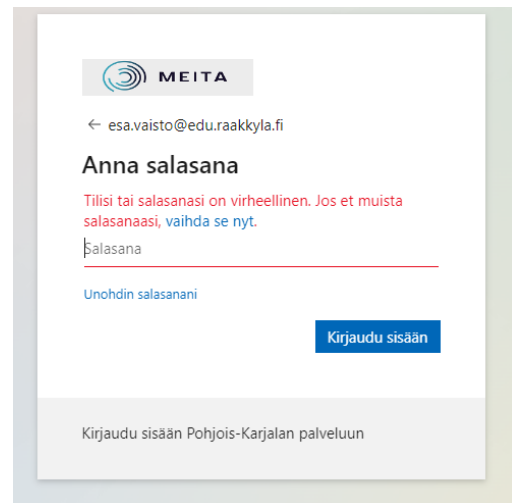 MEITA
← esa.vaisto@edu.raakkyla.fi
Anna salasana
Tilisi tai salasanasi on virheellinen. Jos et muista
salasanaasi, vaihda se nyt.
Salasana
Unohdin salasanani
Kirjaudu sisään
Kirjaudu sisään Pohjois-Karjalan palveluun